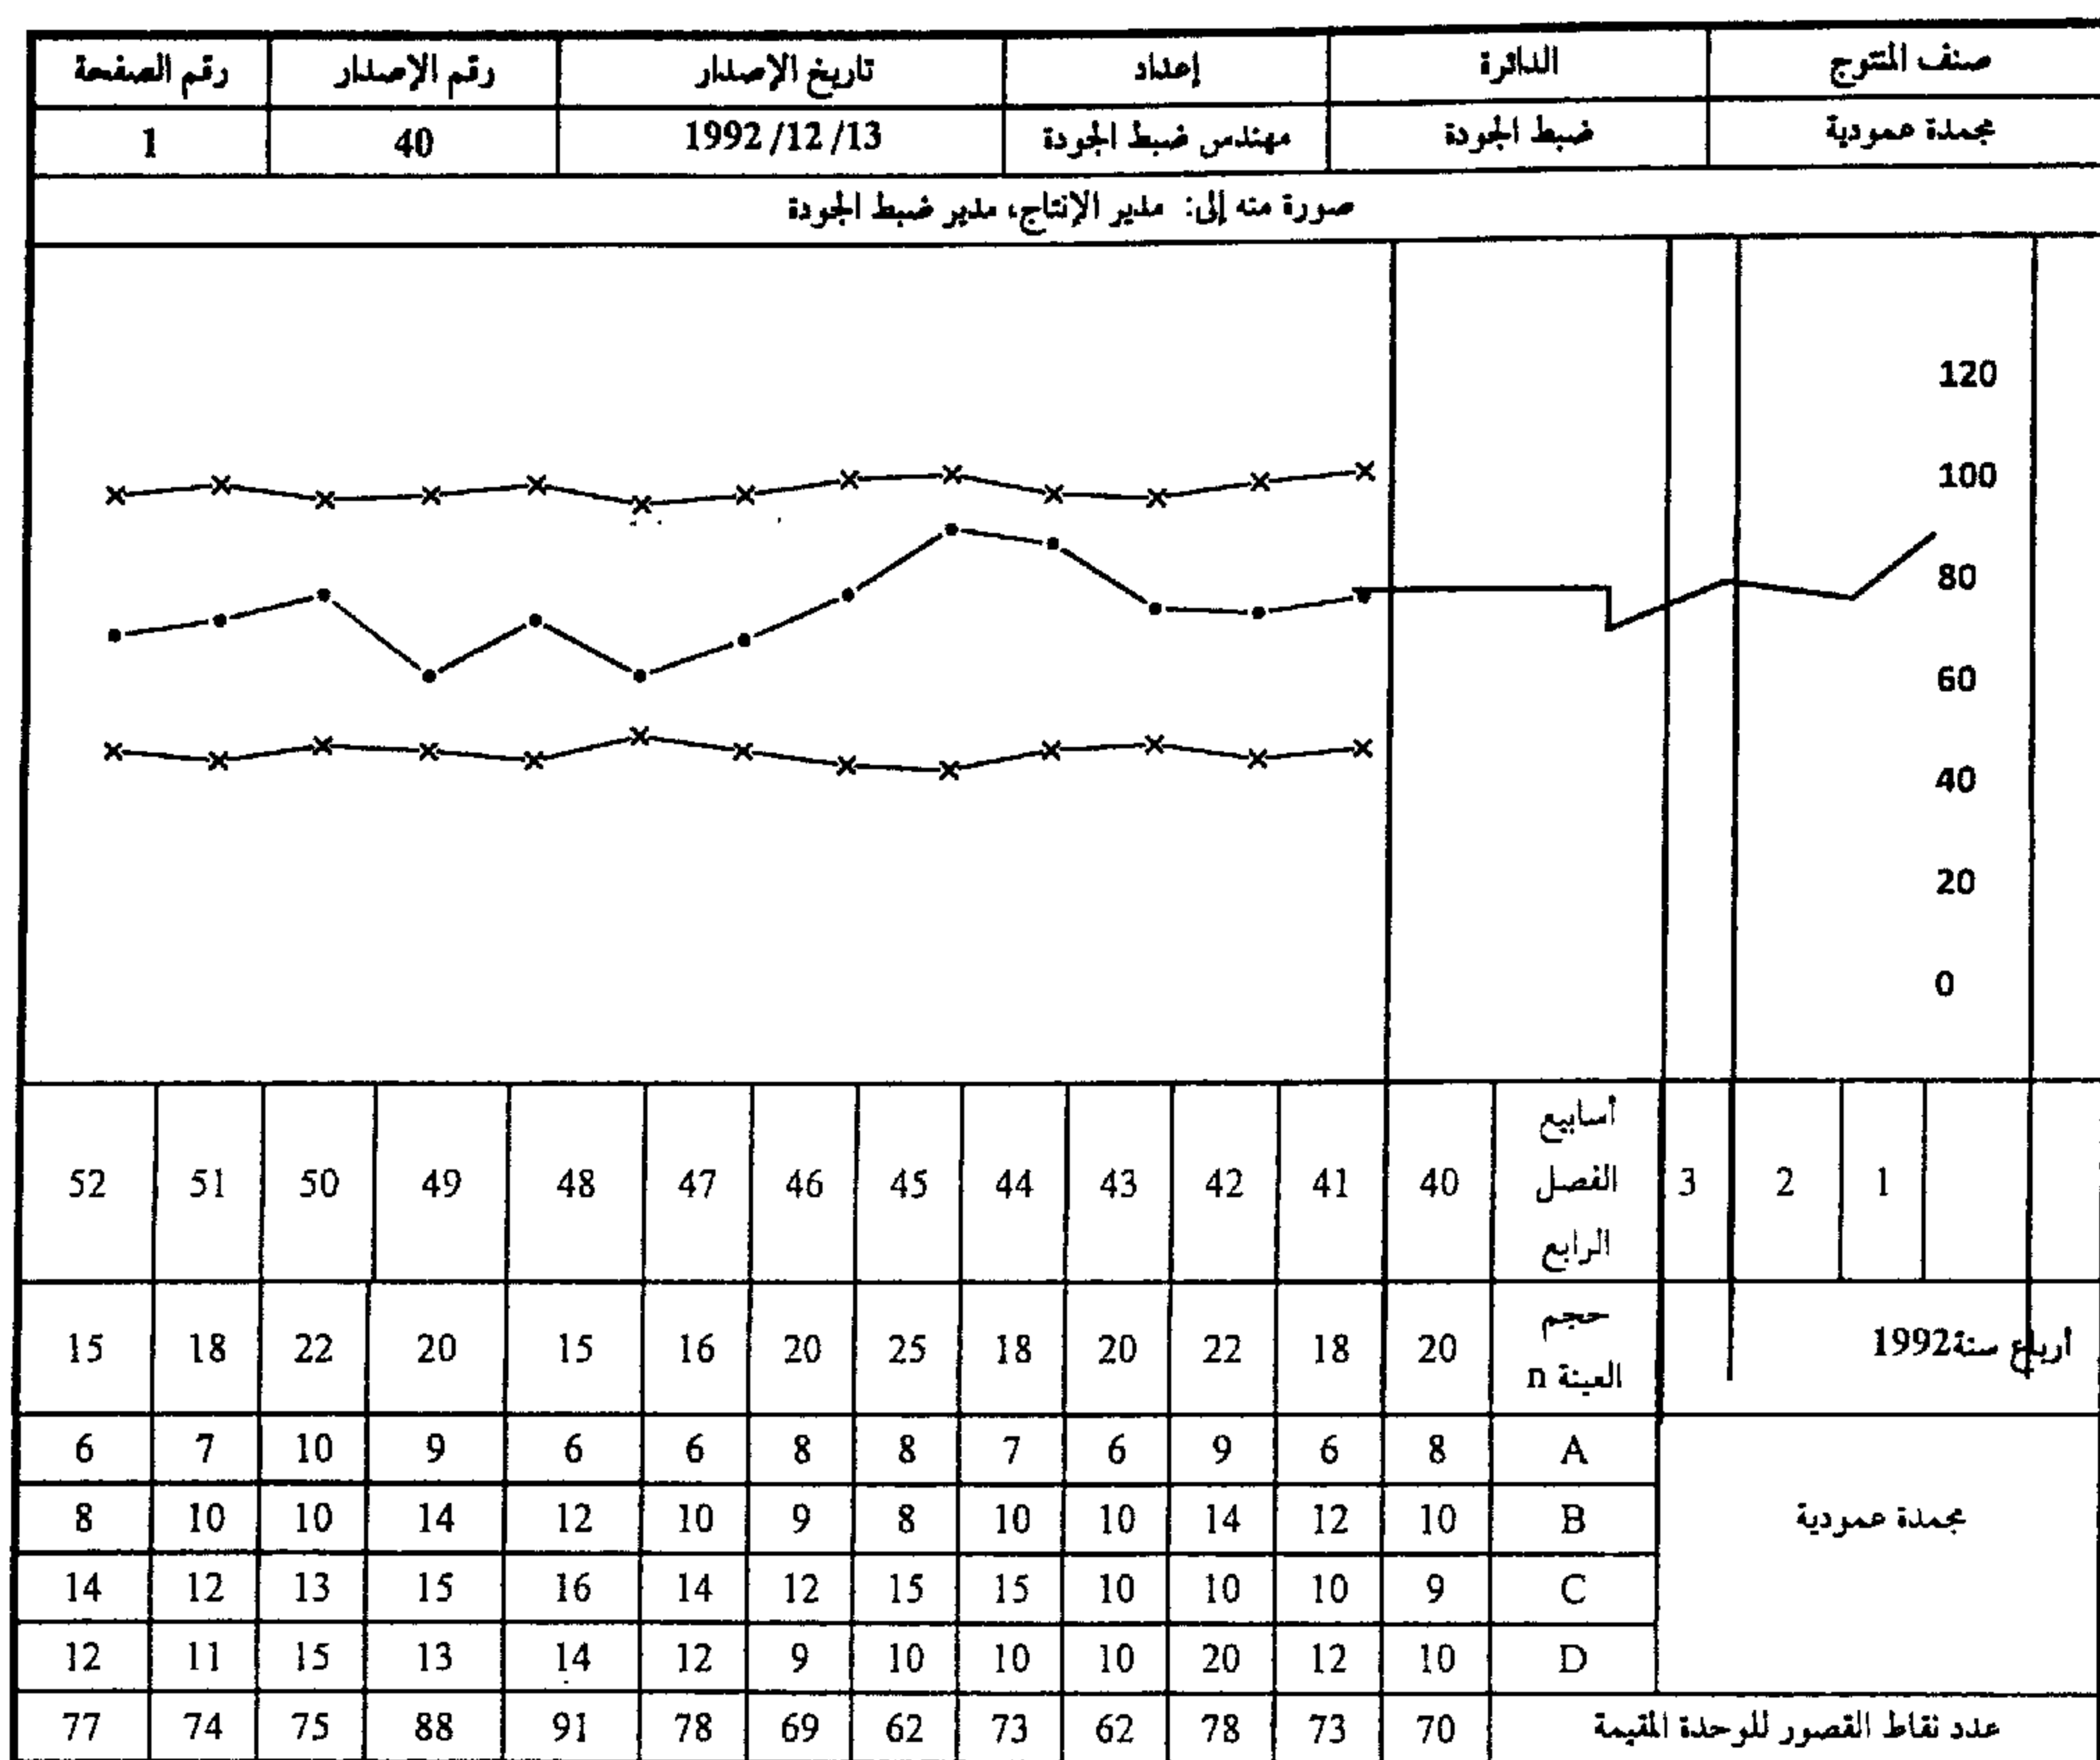 صنف المنتوج الدائرة إعداد تاريخ الإصدار رقم الإصدار رقم الصفحة
مجمدة عمودية ضبط الجودة مهندس ضبط الجودة 1992/12/13 40 1
صورة منه إلى: مدير الإنتاج، مدير ضبط الجودة
120
100
80
60
40
20
0
1 2 3 أسابيع الفصل الرابع 40 41 42 43 44 45 46 47 48 49 50 51 52
أرباع سنة 1992 حجم العينة n 20 18 22 20 18 25 20 16 15 20 22 18 15
مجمدة عمودية
A 8 6 9 6 7 8 8 6 6 9 10 7 6
B 10 12 14 10 10 8 9 10 12 14 10 10 8
C 9 10 10 10 15 15 12 14 16 15 13 12 14
D 10 12 20 10 10 10 9 12 14 13 15 11 12
عدد نقاط القصور للوحدة المقيمة 70 73 78 62 73 62 69 78 91 88 75 74 77